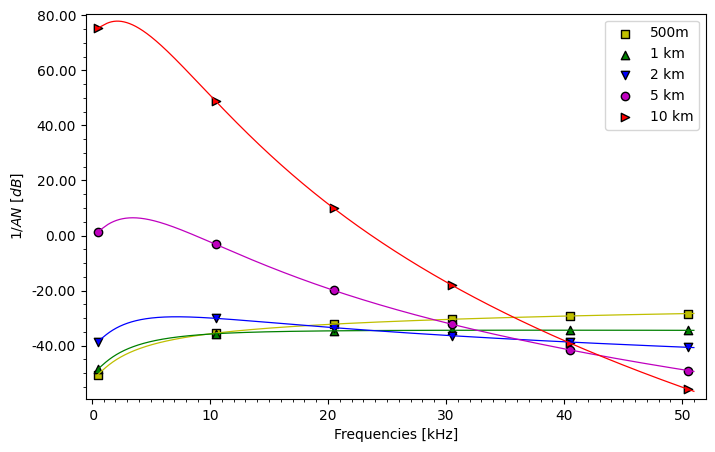 80.00
60.00
40.00
20.00
0.00
-20.00
-40.00
1/AN [dB]
0
10
20
30
40
50
Frequencies [kHz]
500m
1 km
2 km
5 km
10 km